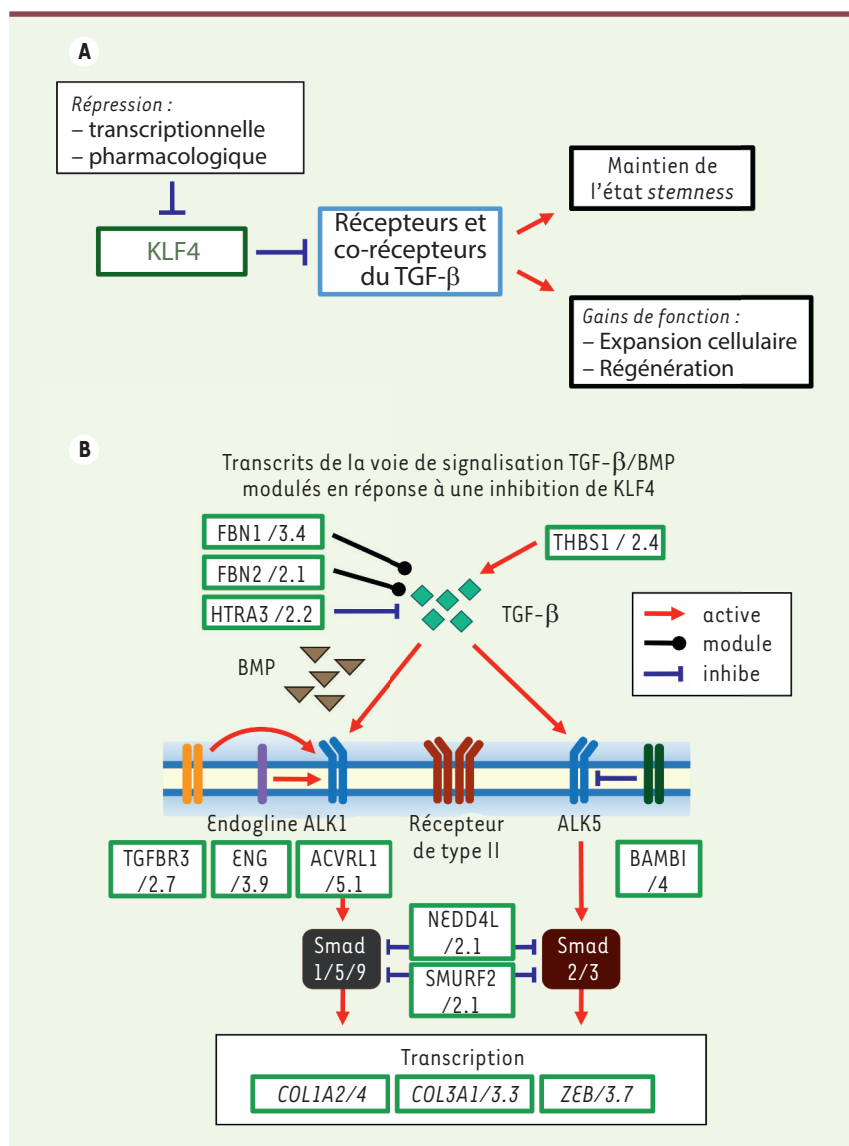 A
Répression :
– transcriptionnelle
– pharmacologique
KLF4
Récepteurs et
co-récepteurs
du TGF-β
Maintien de
l'état stemness
Gains de fonction :
– Expansion cellulaire
– Régénération
B
Transcrits de la voie de signalisation TGF-β/BMP
modulés en réponse à une inhibition de KLF4
FBN1 /3.4
FBN2 /2.1
HTRA3 /2.2
THBS1 / 2.4
TGF-β
active
module
inhibe
BMP
Endogline ALK1
Récepteur
de type II
ALK5
TGFBR3
/2.7
ENG
/3.9
ACVRL1
/5.1
BAMBI
/4
NEDD4L
/2.1
SMURF2
/2.1
Smad
1/5/9
Smad
2/3
Transcription
COL1A2/4
COL3A1/3.3
ZEB/3.7